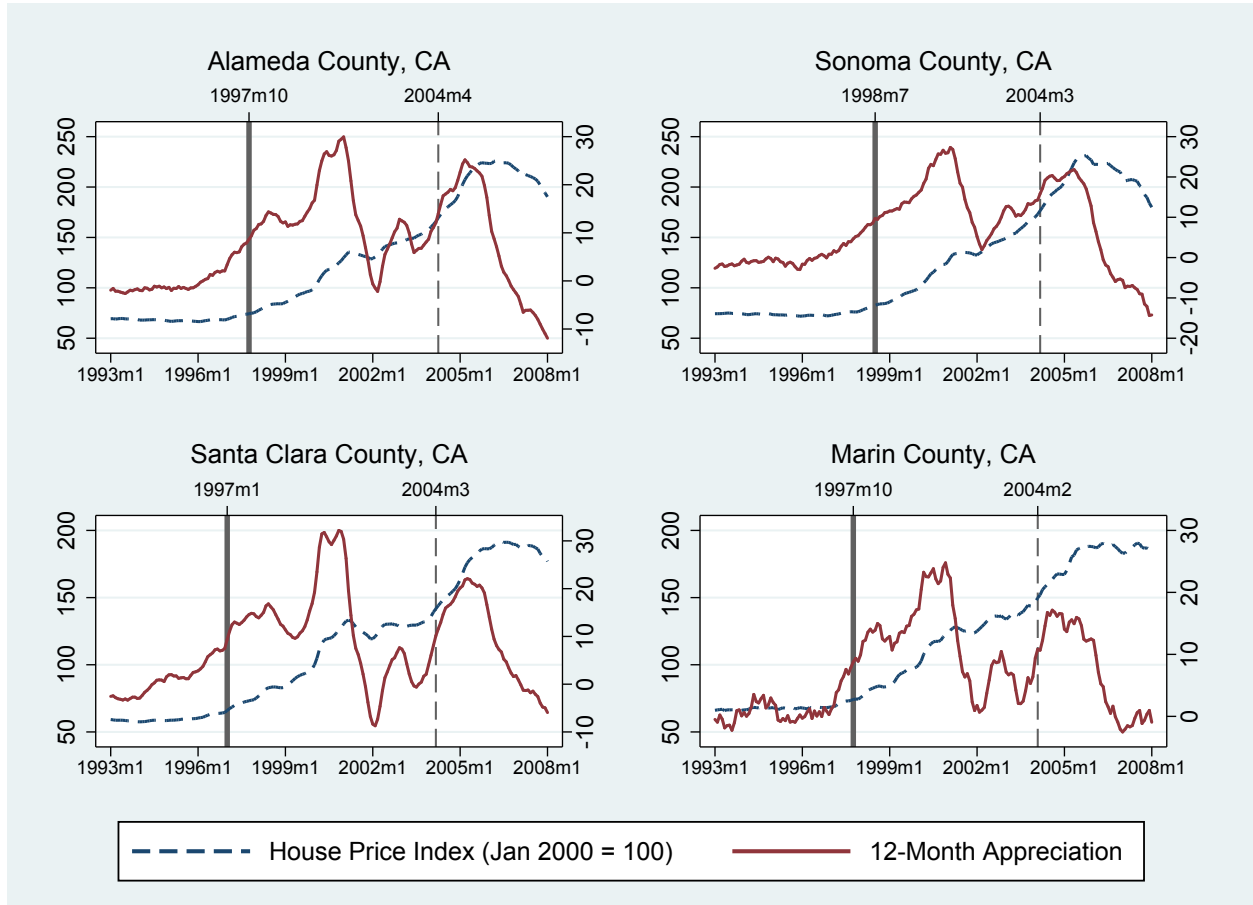 Alameda County, CA
1997m10 2004m4
250
200
150
100
50
30
20
10
0
-10
1993m1 1996m1 1999m1 2002m1 2005m1 2008m1
Sonoma County, CA
1998m7 2004m3
250
200
150
100
50
30
20
10
0
-10
-20
1993m1 1996m1 1999m1 2002m1 2005m1 2008m1
Santa Clara County, CA
1997m1 2004m3
200
150
100
50
30
20
10
0
-10
1993m1 1996m1 1999m1 2002m1 2005m1 2008m1
Marin County, CA
1997m10 2004m2
200
150
100
50
30
20
10
0
1993m1 1996m1 1999m1 2002m1 2005m1 2008m1
House Price Index (Jan 2000 = 100) 12-Month Appreciation